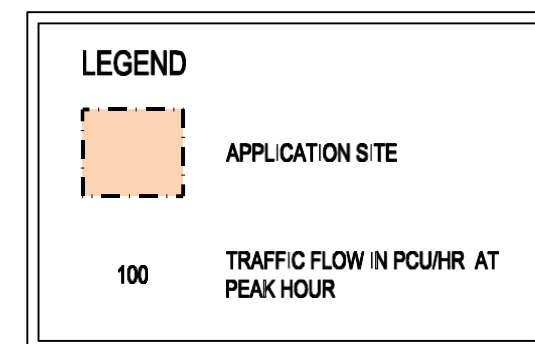 LEGEND
APPLICATION SITE
100
TRAFFIC FLOW IN PCU/HR AT
PEAK HOUR